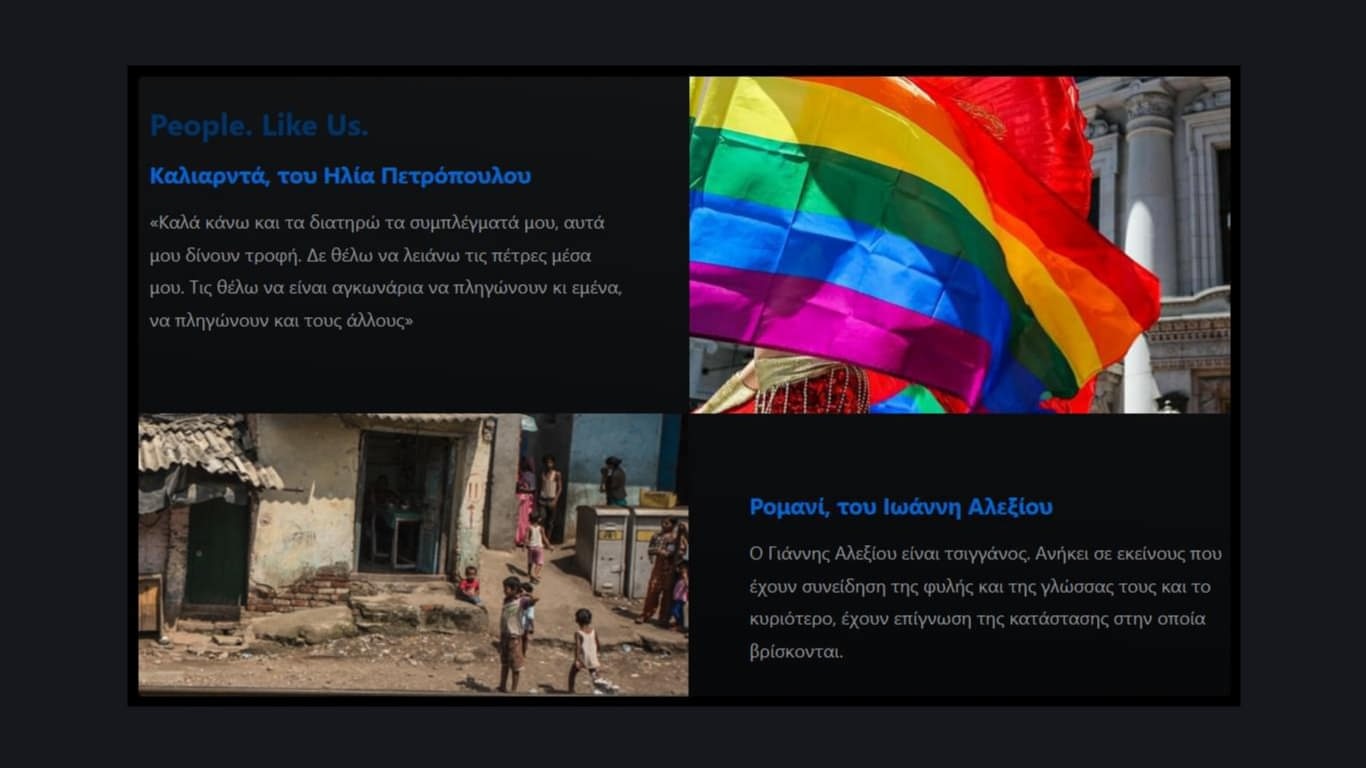 People. Like Us.
Καλιαρντά, του Ηλία Πετρόπουλου
«Καλά κάνω και τα διατηρώ τα συμπλέγματά μου, αυτά
μου δίνουν τροφή. Δε θέλω να λειάνω τις πέτρες μέσα
μου. Τις θέλω να είναι αγκωνάρια να πληγώνουν κι εμένα,
να πληγώνουν και τους άλλους»
Ρομανί, του Ιωάννη Αλεξίου
Ο Γιάννης Αλεξίου είναι τσιγγάνος. Ανήκει σε εκείνους που
έχουν συνείδηση της φυλής και της γλώσσας τους και το
κυριότερο, έχουν επίγνωση της κατάστασης στην οποία
βρίσκονται.